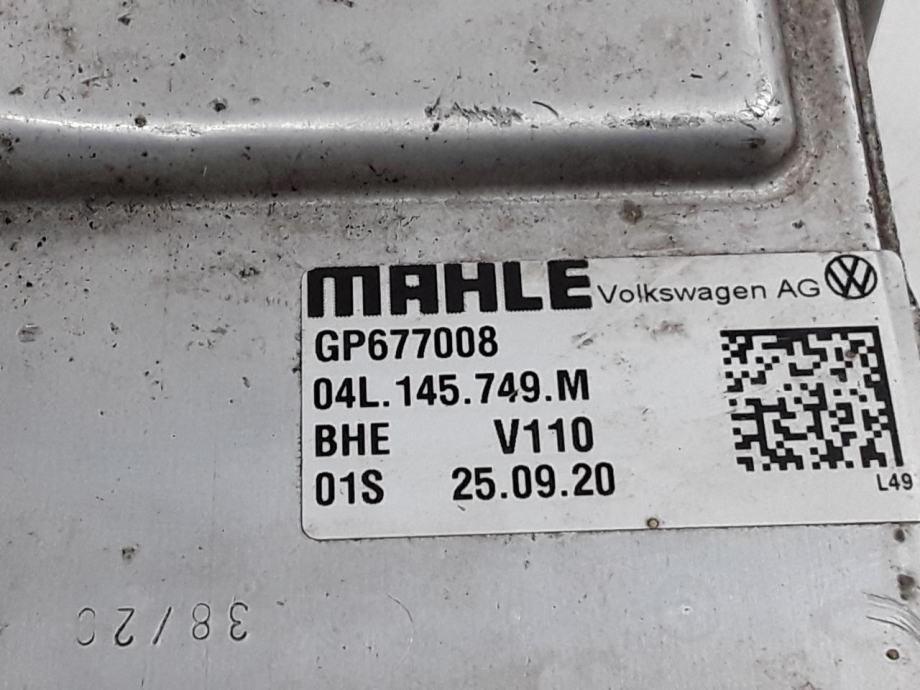 MAHLE Volkswagen AG
GP677008
04L.145.749.M
BHE V110
01S 25.09.20
L49
38/20